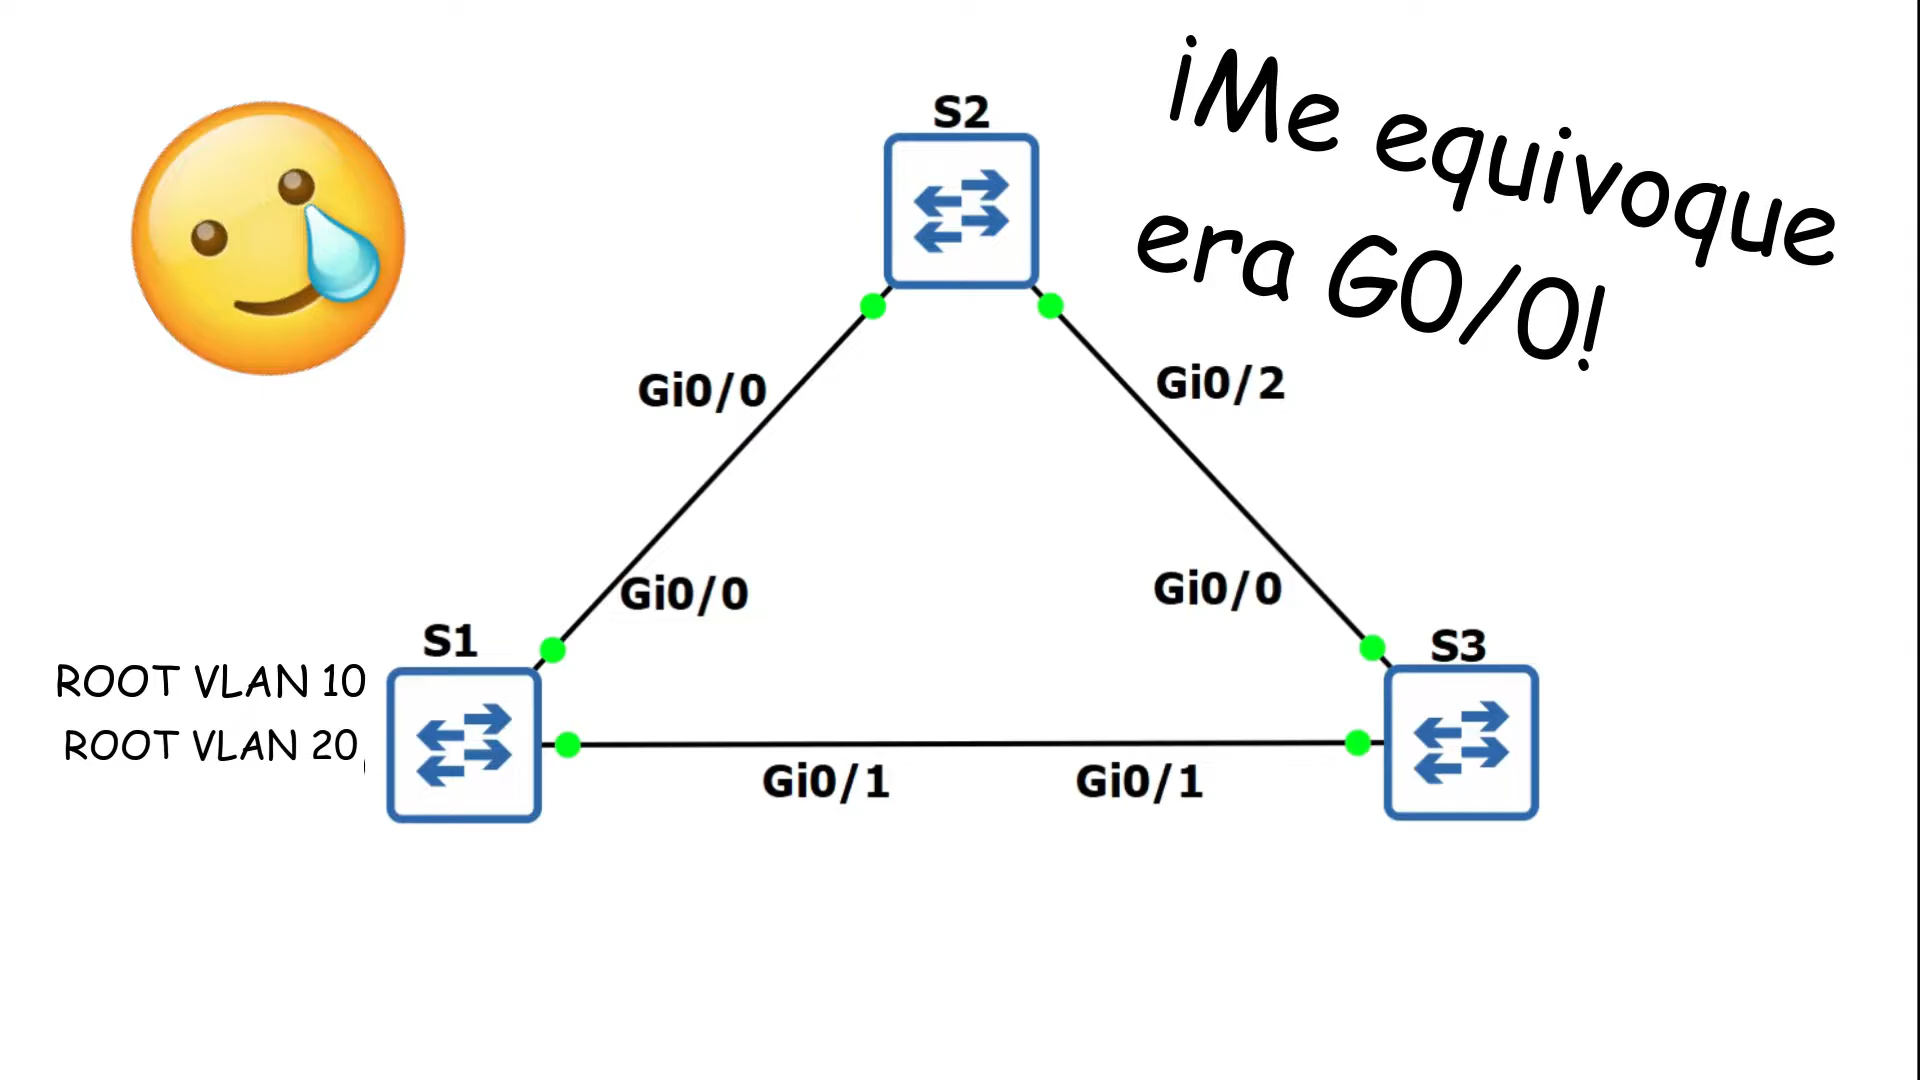 ¡Me equivoque
era G0/0!
S2
Gi0/0
Gi0/2
Gi0/0
Gi0/0
S1
S3
ROOT VLAN 10
ROOT VLAN 20
Gi0/1
Gi0/1